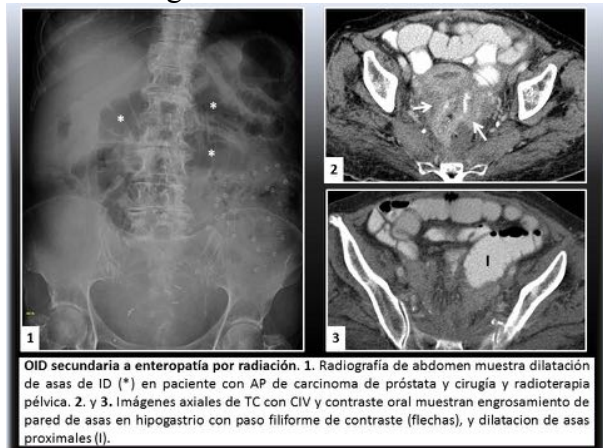 *
*
*
1
2
I
3
OID secundaria a enteropatía por radiación. 1. Radiografía de abdomen muestra dilatación
de asas de ID (*) en paciente con AP de carcinoma de próstata y cirugía y radioterapia
pélvica. 2. y 3. Imágenes axiales de TC con CIV y contraste oral muestran engrosamiento de
pared de asas en hipogastrio con paso filiforme de contraste (flechas), y dilatacion de asas
proximales (I).